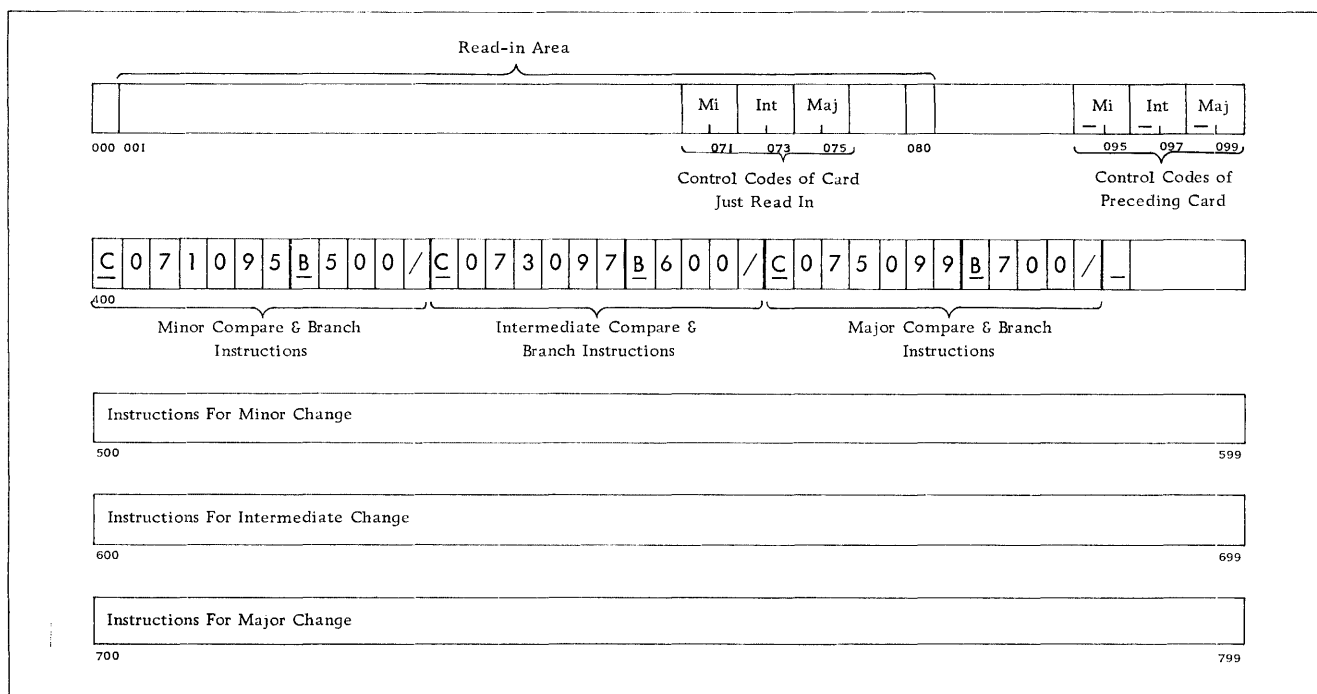 Read-in Area
Mi Int Maj Mi Int Maj
000 001 071 073 075 080 095 097 099
Control Codes of Card Just Read In
Control Codes of Preceding Card
C 0 7 1 0 9 5 B 5 0 0 / C 0 7 3 0 9 7 B 6 0 0 / C 0 7 5 0 9 9 B 7 0 0 / _
400
Minor Compare & Branch
Instructions
Intermediate Compare &
Branch Instructions
Major Compare & Branch
Instructions
Instructions For Minor Change
500 599
Instructions For Intermediate Change
600 699
Instructions For Major Change
700 799